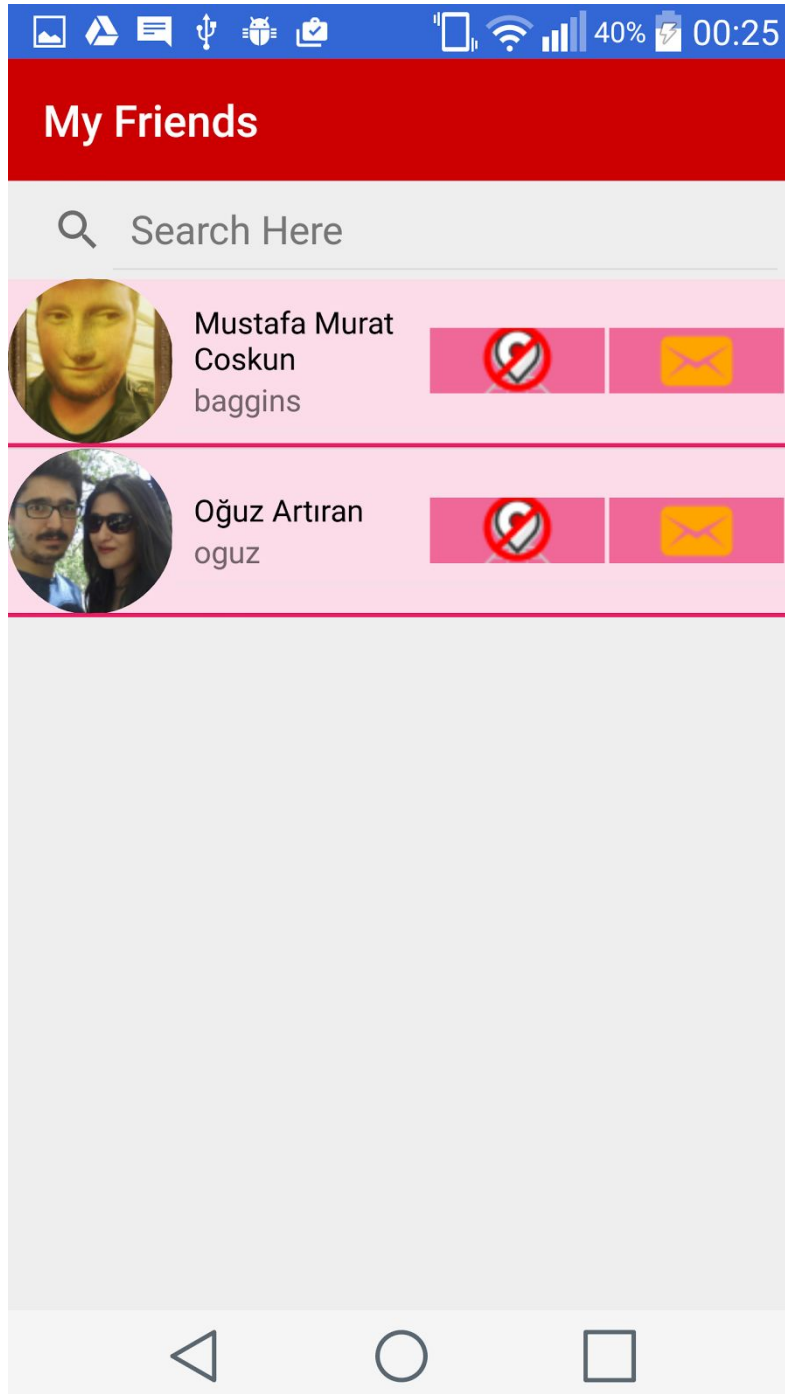 40% 00:25
My Friends
Search Here
Mustafa Murat
Coskun
baggins
Oğuz Artıran
oguz